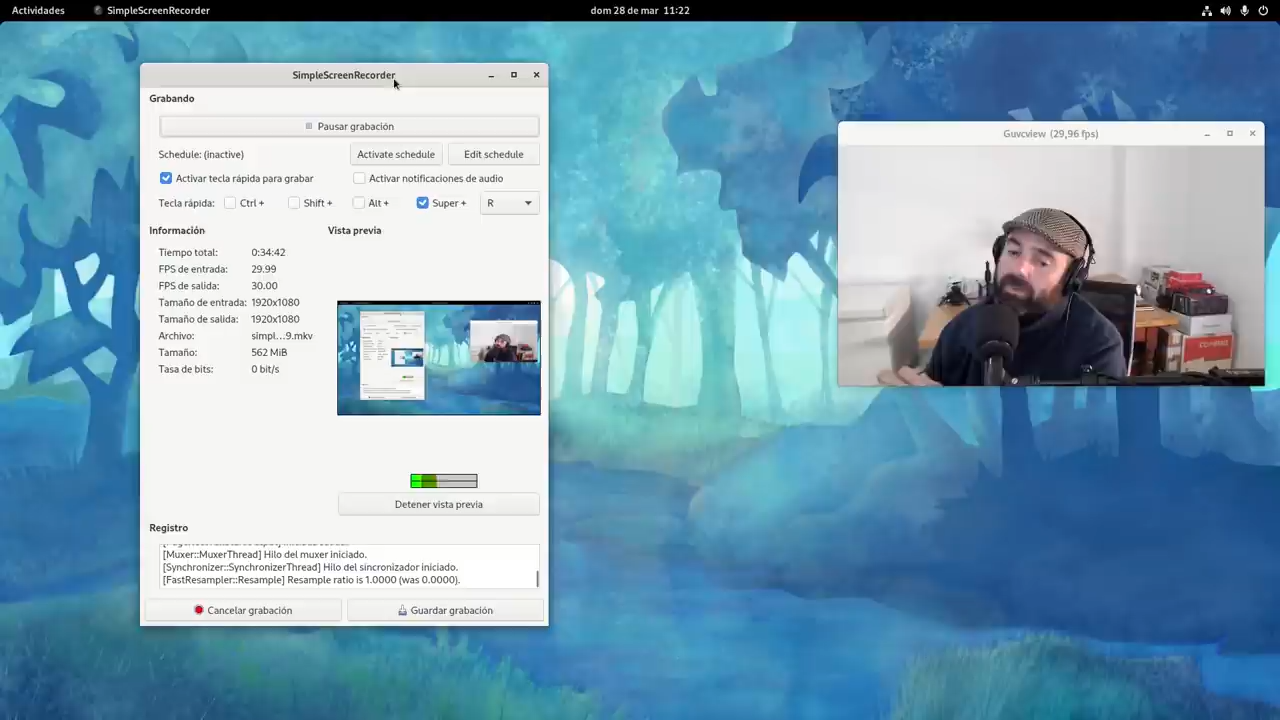 Actividades SimpleScreenRecorder dom 28 de mar 11:22
SimpleScreenRecorder
Grabando
Pausar grabación
Schedule: (inactive) Activate schedule Edit schedule
Activar tecla rápida para grabar Activar notificaciones de audio
Tecla rápida: Ctrl + Shift + Alt + Super + R
Información Vista previa
Tiempo total: 0:34:42
FPS de entrada: 29.99
FPS de salida: 30.00
Tamaño de entrada: 1920x1080
Tamaño de salida: 1920x1080
Archivo: simpl...9.mkv
Tamaño: 562 MiB
Tasa de bits: 0 bit/s
Detener vista previa
Registro
[Muxer::MuxerThread] Hilo del muxer iniciado.
[Synchronizer::SynchronizerThread] Hilo del sincronizador iniciado.
[FastResampler::Resample] Resample ratio is 1.0000 (was 0.0000).
Cancelar grabación Guardar grabación
Guvcview (29,96 fps)
COMPAQ